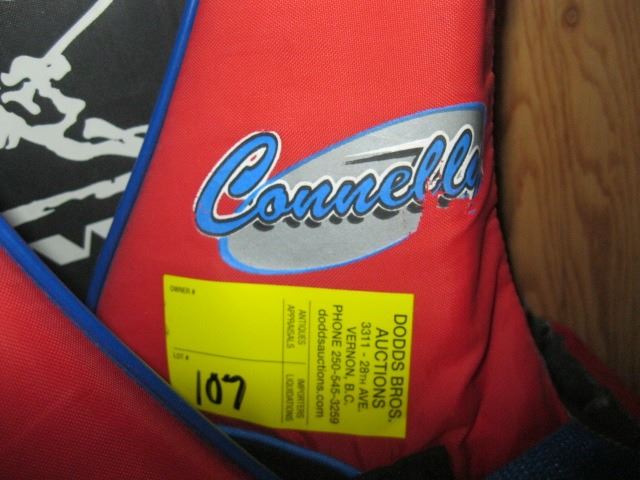 Connelly
DODDS BROS.
AUCTIONS
3311 - 28TH AVE.
VERNON, B.C.
PHONE 250-545-3259
doddsauctions.com
ANTIQUES
APPRAISALS
IMPORTERS
LIQUIDATIONS
OWNER #
LOT #
107